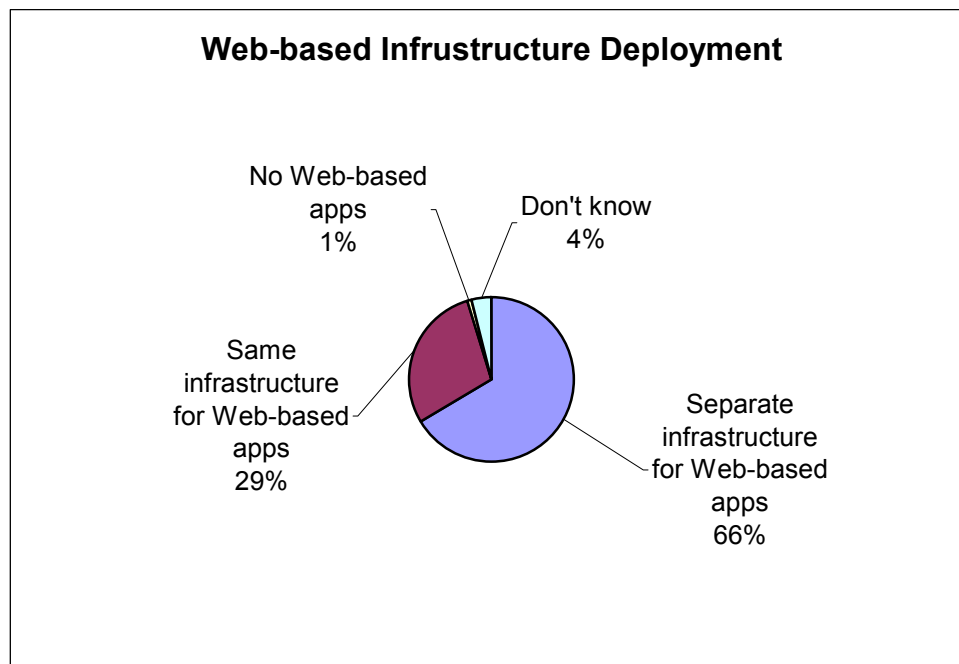 Web-based Infrustructure Deployment
No Web-based
apps
1%
Don't know
4%
Same
infrastructure
for Web-based
apps
29%
Separate
infrastructure
for Web-based
apps
66%